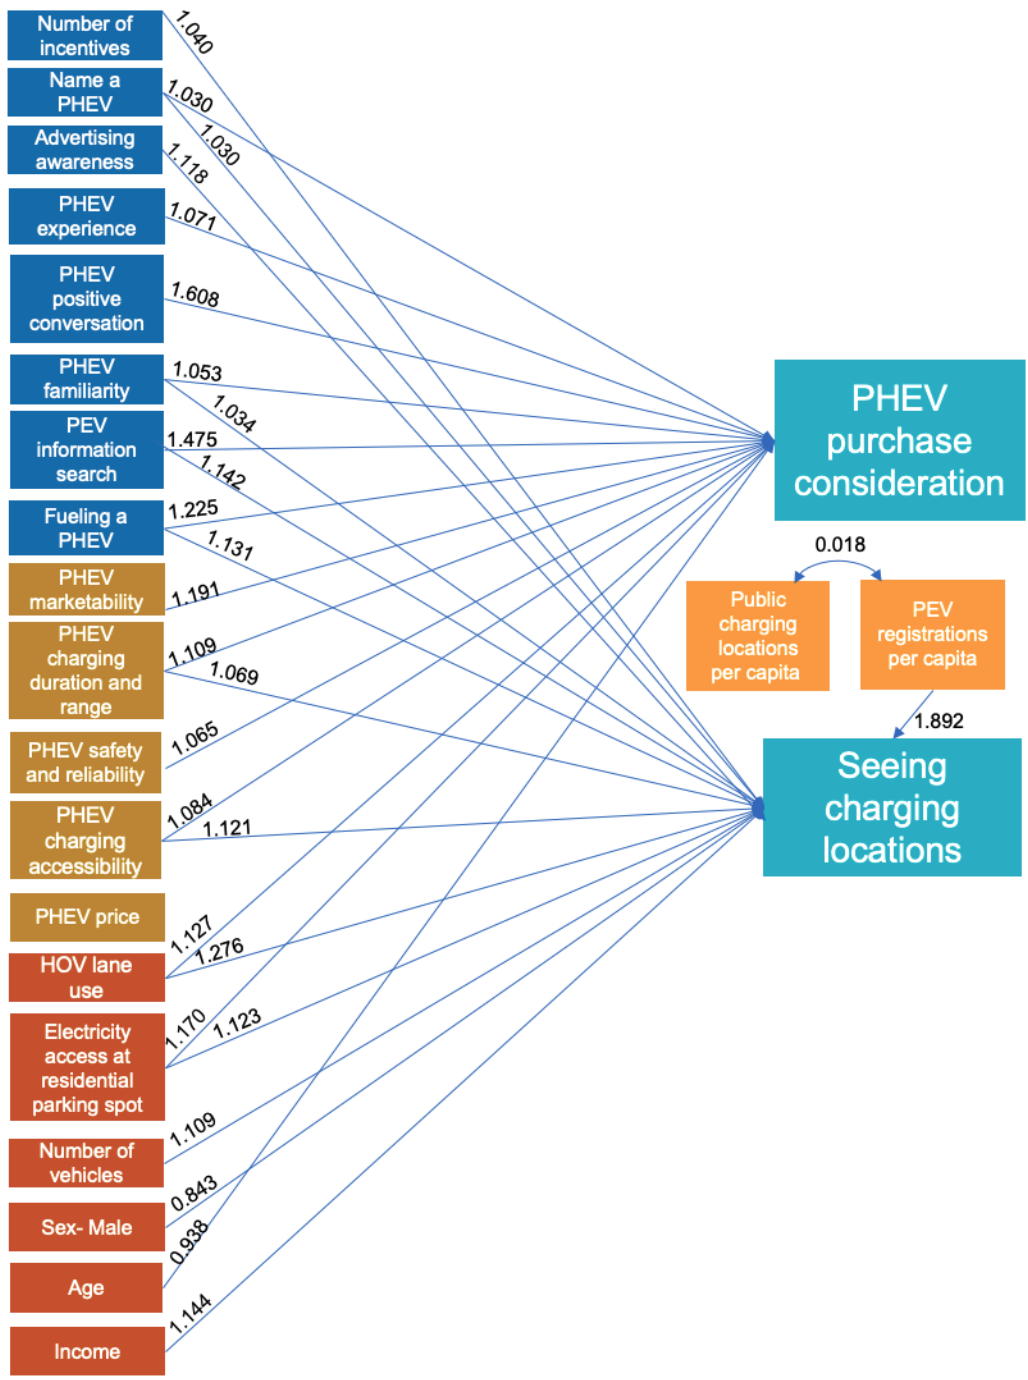 Number of
incentives
1.040
Name a
PHEV
1.030
1.030
Advertising
awareness
1.118
PHEV
experience
1.071
PHEV
positive
conversation
1.608
PHEV
familiarity
1.053
1.034
PEV
information
search
1.475
1.142
Fueling a
PHEV
1.225
1.131
PHEV
marketability
1.191
PHEV
charging
duration and
range
1.109
1.069
PHEV safety
and reliability
1.065
PHEV
charging
accessibility
1.084
1.121
PHEV price
HOV lane
use
1.127
1.276
Electricity
access at
residential
parking spot
1.170
1.123
Number of
vehicles
1.109
Sex- Male
0.843
Age
0.938
Income
1.144
PHEV
purchase
consideration
0.018
Public
charging
locations
per capita
PEV
registrations
per capita
1.892
Seeing
charging
locations